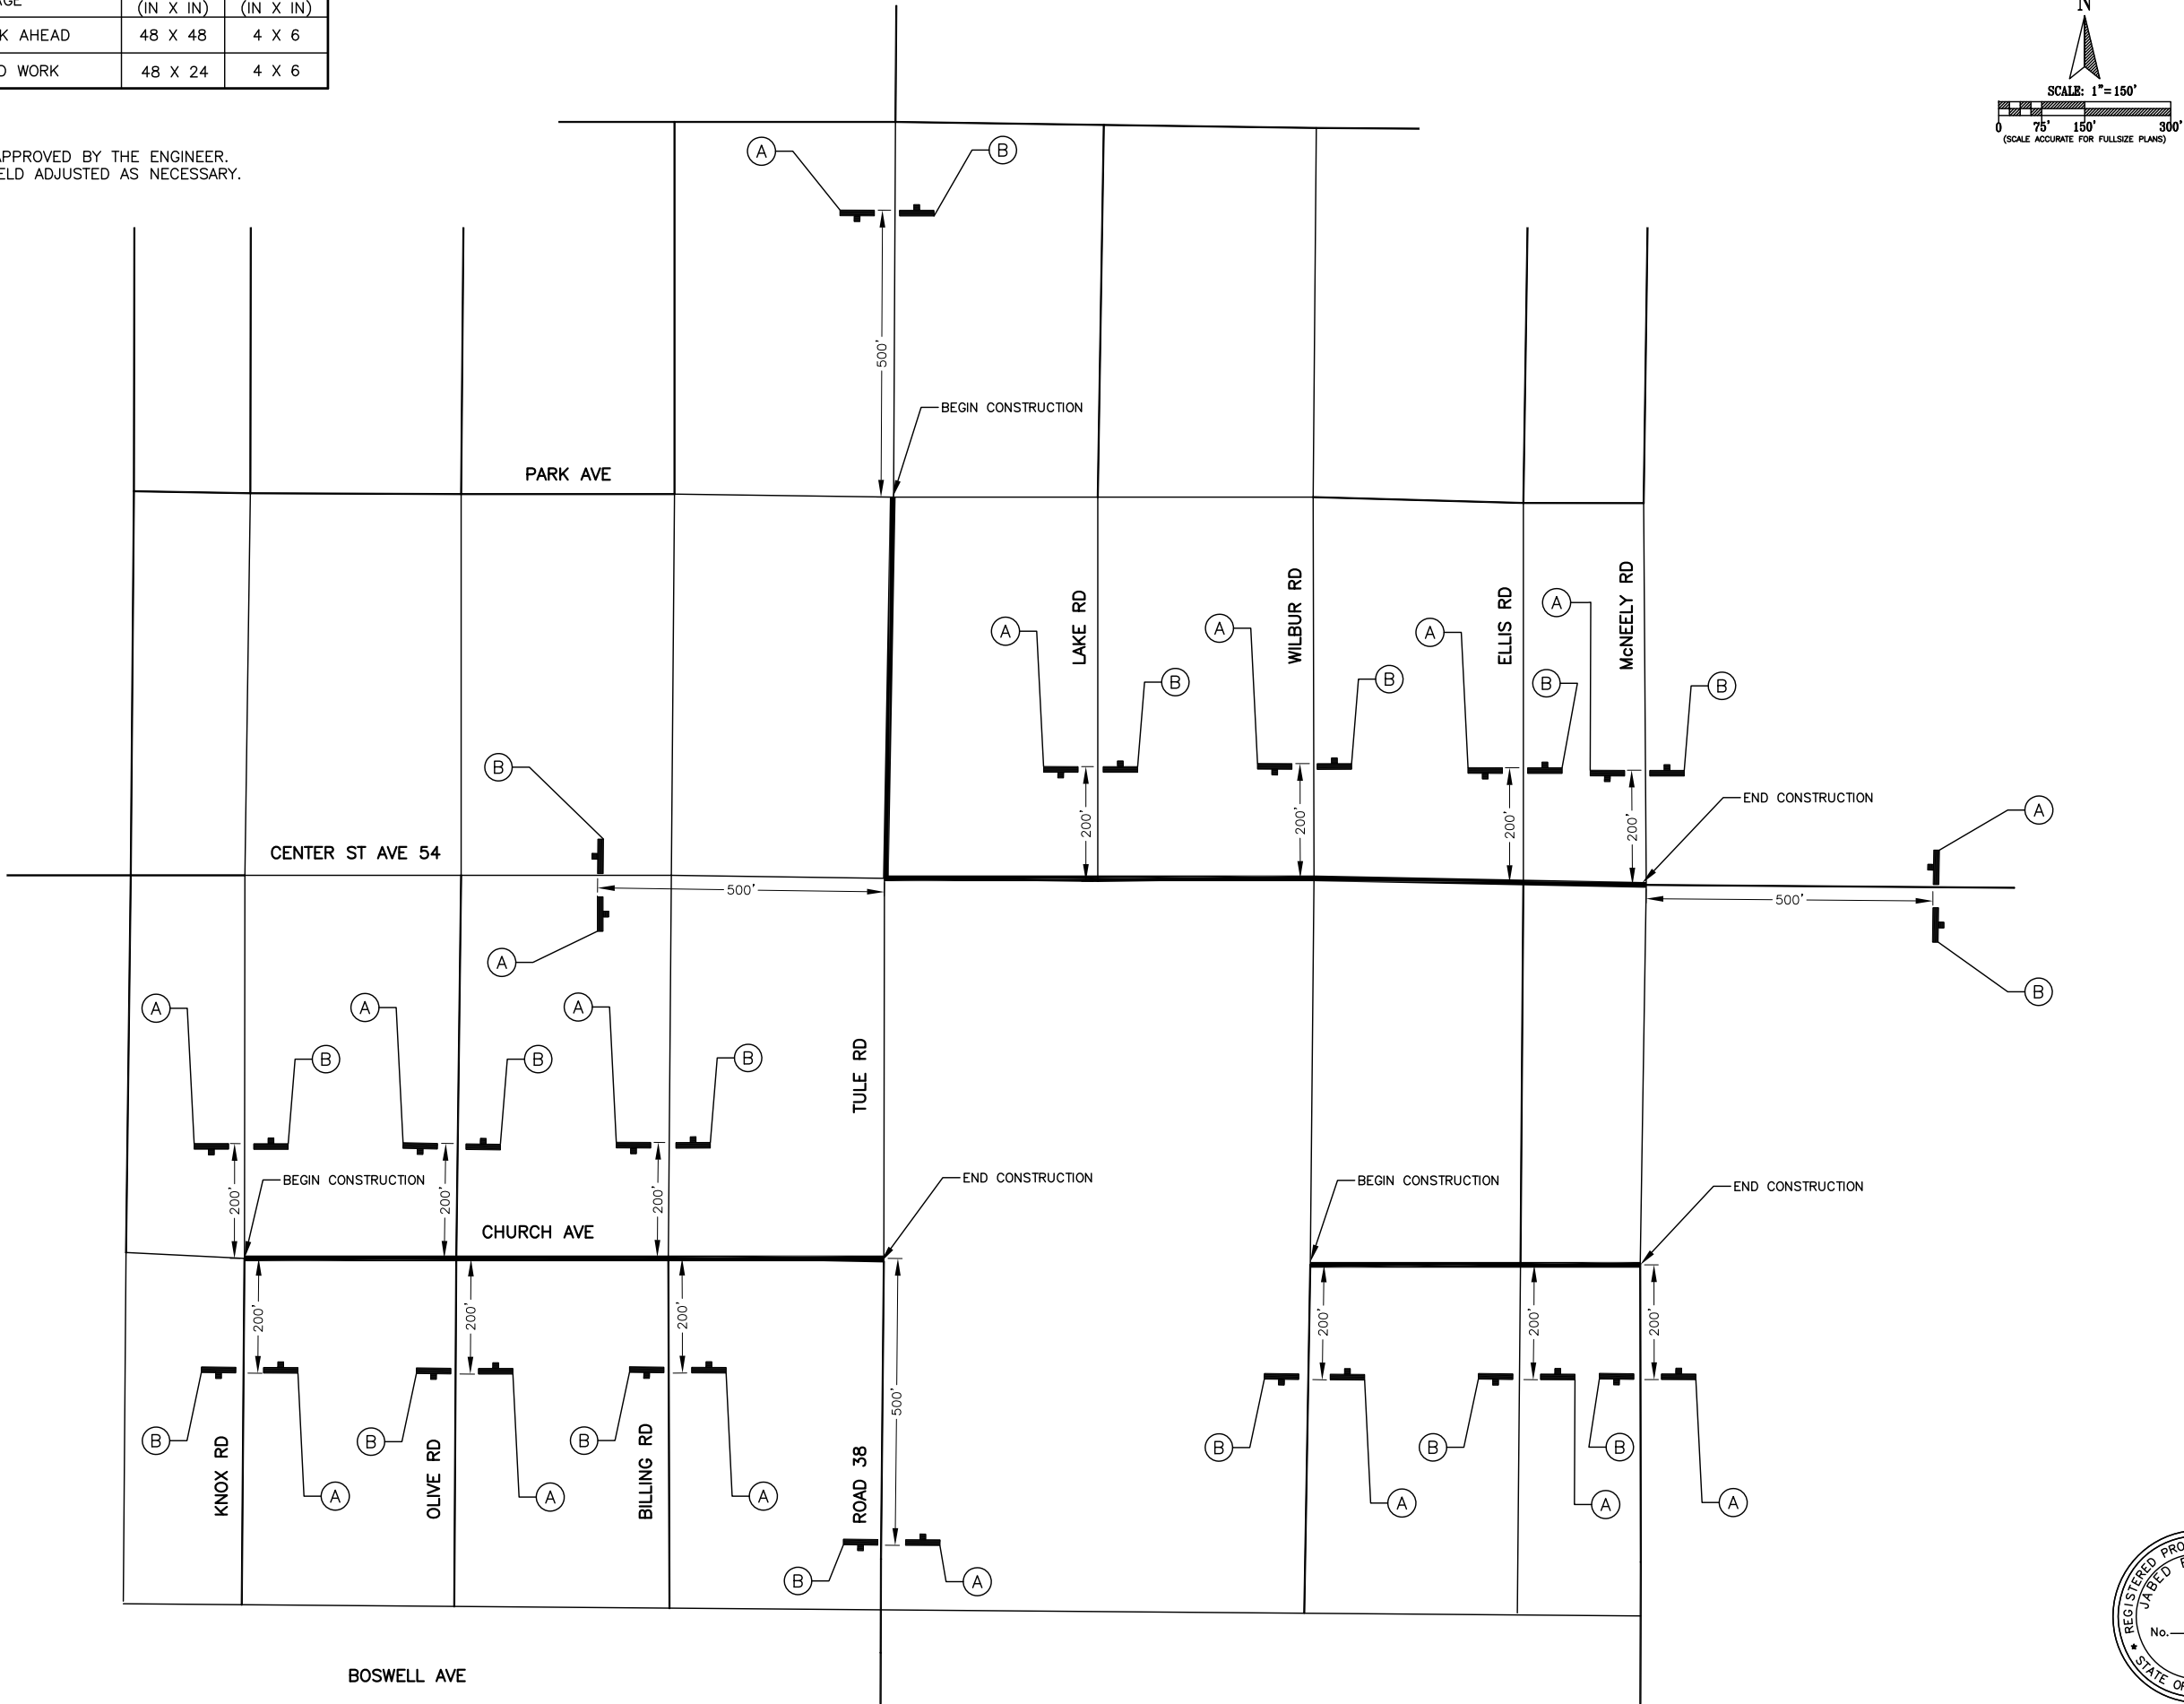 (IN X IN) (IN X IN)
AHEAD 48 X 48 4 X 6
WORK 48 X 24 4 X 6
APPROVED BY THE ENGINEER.
ADJUSTED AS NECESSARY.
N
SCALE: 1"=150'
0 75' 150' 300'
(SCALE ACCURATE FOR FULLSIZE PLANS)
A
B
500'
BEGIN CONSTRUCTION
PARK AVE
LAKE RD
WILBUR RD
ELLIS RD
McNEELY RD
A
A
A
A
B
B
B
B
200'
200'
200'
200'
END CONSTRUCTION
A
B
CENTER ST AVE 54
500'
500'
A
B
A
A
A
B
B
B
TULE RD
200'
200'
200'
BEGIN CONSTRUCTION
CHURCH AVE
END CONSTRUCTION
BEGIN CONSTRUCTION
END CONSTRUCTION
200'
200'
200'
500'
200'
200'
200'
B
KNOX RD
A
B
OLIVE RD
A
B
BILLING RD
A
ROAD 38
B
A
B
A
B
A
B
A
BOSWELL AVE
REGISTERED
JABED
No.
STATE